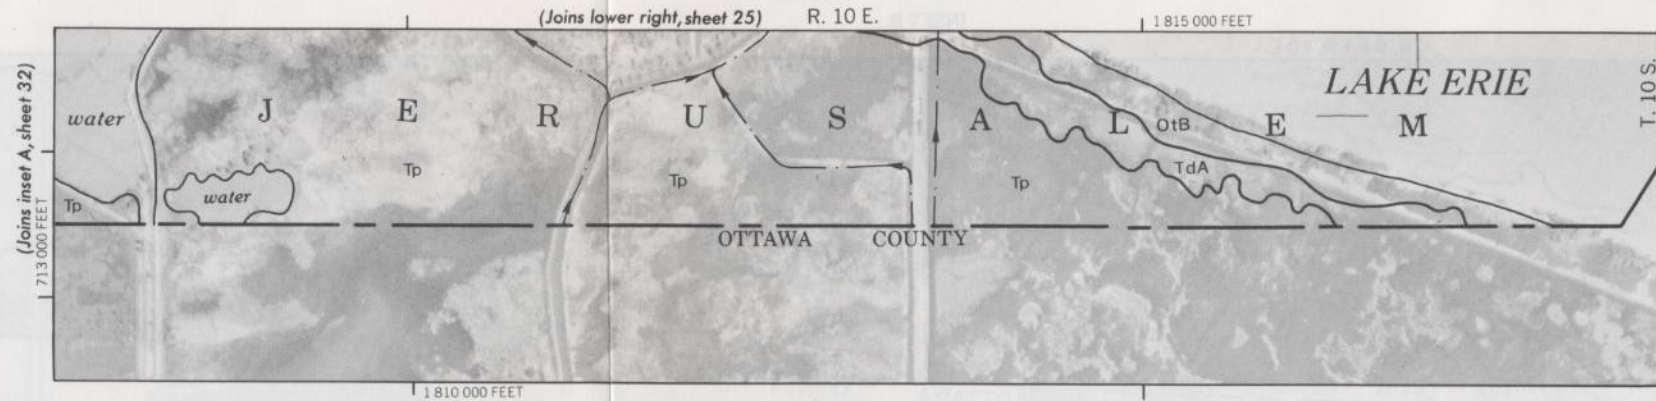 (Joins lower right, sheet 25)
R. 10 E.
1 815 000 FEET
(Joins inset A, sheet 32)
713 000 FEET
LAKE ERIE
T. 10 S.
water
J E R U S A L E M
OtB
Tp
Tp
TdA
Tp
Tp
water
OTTAWA COUNTY
1 810 000 FEET